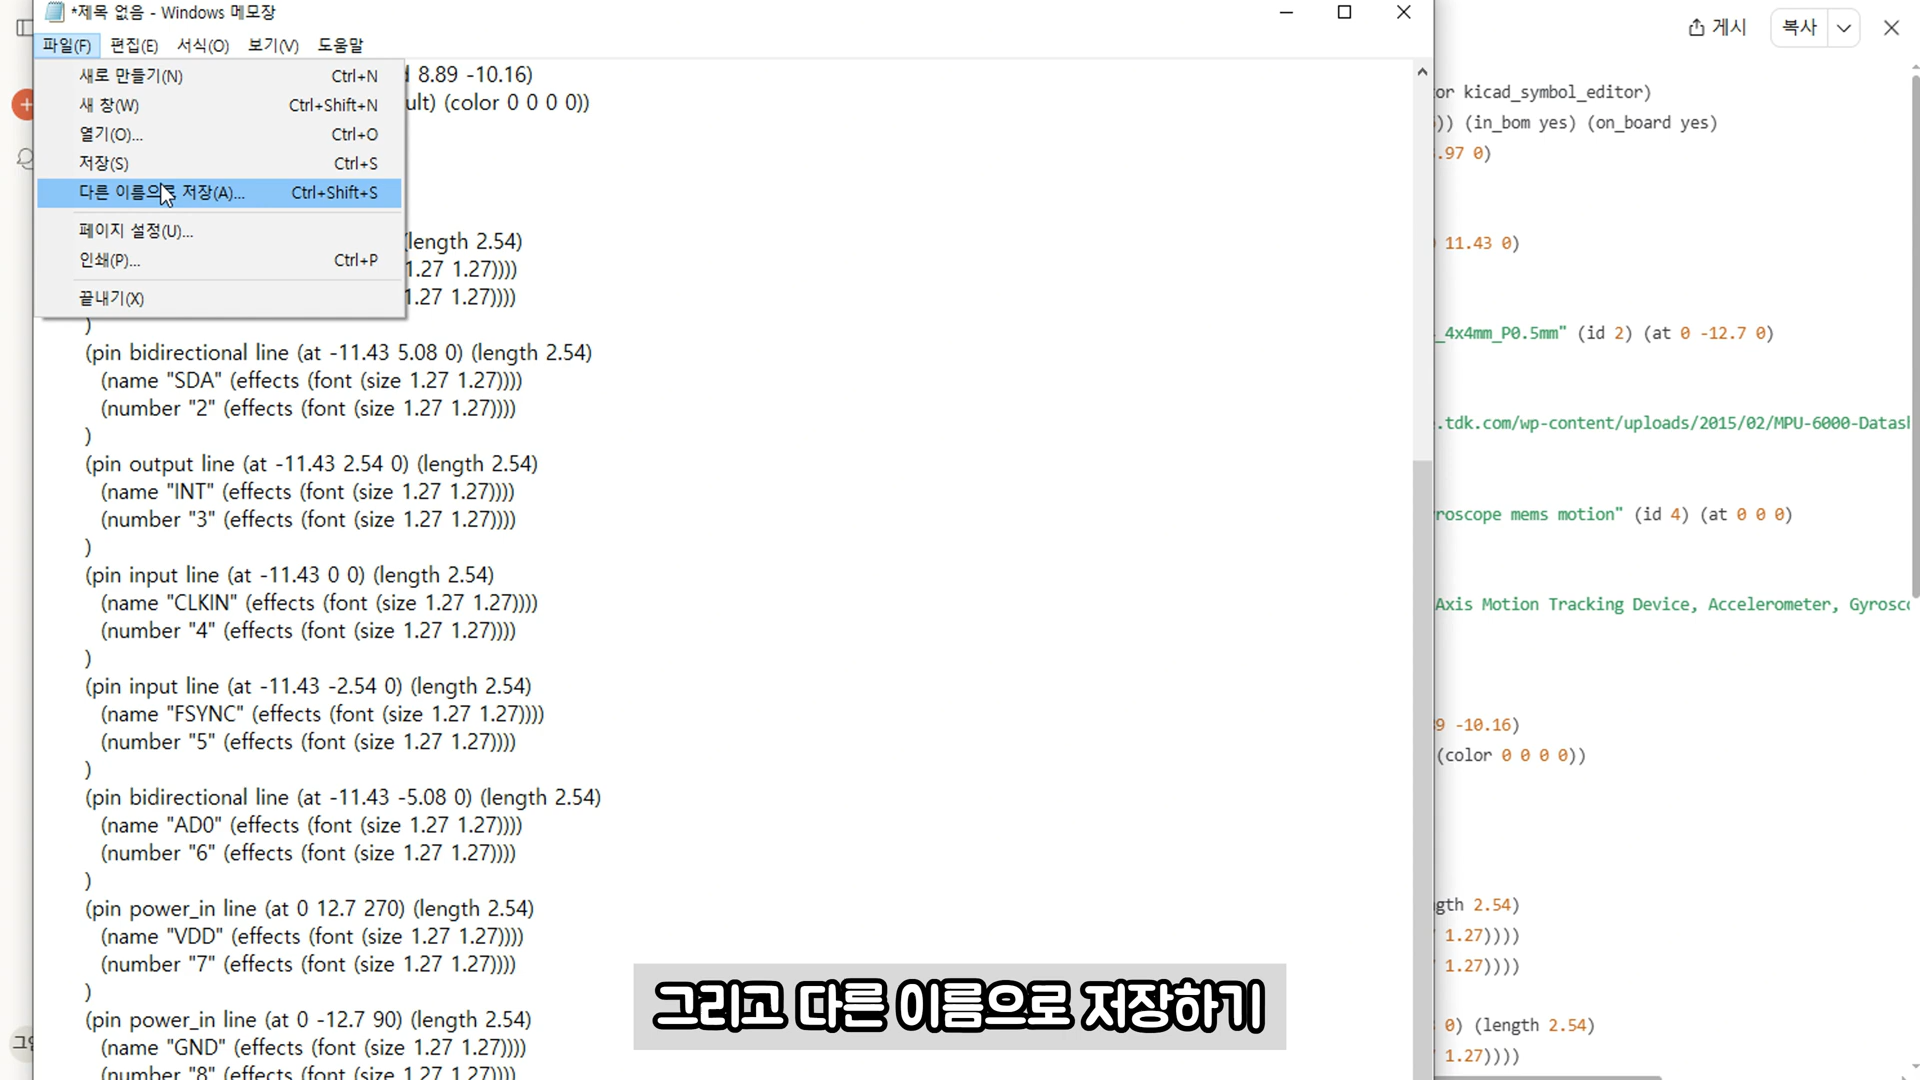 *제목 없음 - Windows 메모장
파일(F) 편집(E) 서식(O) 보기(V) 도움말
새로 만들기(N) Ctrl+N
새 창(W) Ctrl+Shift+N
열기(O)... Ctrl+O
저장(S) Ctrl+S
다른 이름으로 저장(A)... Ctrl+Shift+S
페이지 설정(U)...
인쇄(P)... Ctrl+P
끝내기(X)
8.89 -10.16)
(color 0 0 0 0))
(length 2.54)
1.27 1.27))))
1.27 1.27))))
)
(pin bidirectional line (at -11.43 5.08 0) (length 2.54)
(name "SDA" (effects (font (size 1.27 1.27))))
(number "2" (effects (font (size 1.27 1.27))))
)
(pin output line (at -11.43 2.54 0) (length 2.54)
(name "INT" (effects (font (size 1.27 1.27))))
(number "3" (effects (font (size 1.27 1.27))))
)
(pin input line (at -11.43 0 0) (length 2.54)
(name "CLKIN" (effects (font (size 1.27 1.27))))
(number "4" (effects (font (size 1.27 1.27))))
)
(pin input line (at -11.43 -2.54 0) (length 2.54)
(name "FSYNC" (effects (font (size 1.27 1.27))))
(number "5" (effects (font (size 1.27 1.27))))
)
(pin bidirectional line (at -11.43 -5.08 0) (length 2.54)
(name "AD0" (effects (font (size 1.27 1.27))))
(number "6" (effects (font (size 1.27 1.27))))
)
(pin power_in line (at 0 12.7 270) (length 2.54)
(name "VDD" (effects (font (size 1.27 1.27))))
(number "7" (effects (font (size 1.27 1.27))))
)
(pin power_in line (at 0 -12.7 90) (length 2.54)
(name "GND" (effects (font (size 1.27 1.27))))
(number "8" (effects (font (size 1.27 1.27))))
게시 복사
kicad_symbol_editor)
)) (in_bom yes) (on_board yes)
.97 0)
11.43 0)
_4x4mm_P0.5mm" (id 2) (at 0 -12.7 0)
.tdk.com/wp-content/uploads/2015/02/MPU-6000-Datash
roscope mems motion" (id 4) (at 0 0 0)
Axis Motion Tracking Device, Accelerometer, Gyrosc
9 -10.16)
(color 0 0 0 0))
gth 2.54)
1.27))))
1.27))))
0) (length 2.54)
1.27))))
그리고 다른 이름으로 저장하기